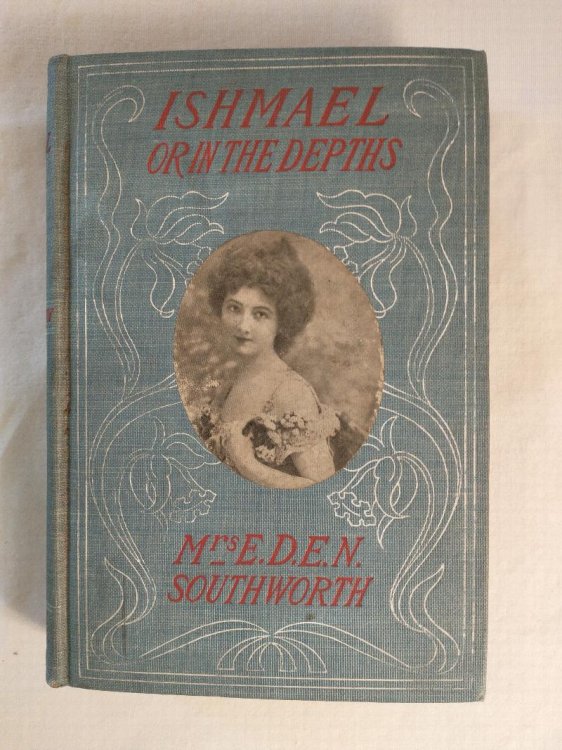 ISHMAEL
OR IN THE DEPTHS
Mrs E.D.E.N.
SOUTHWORTH